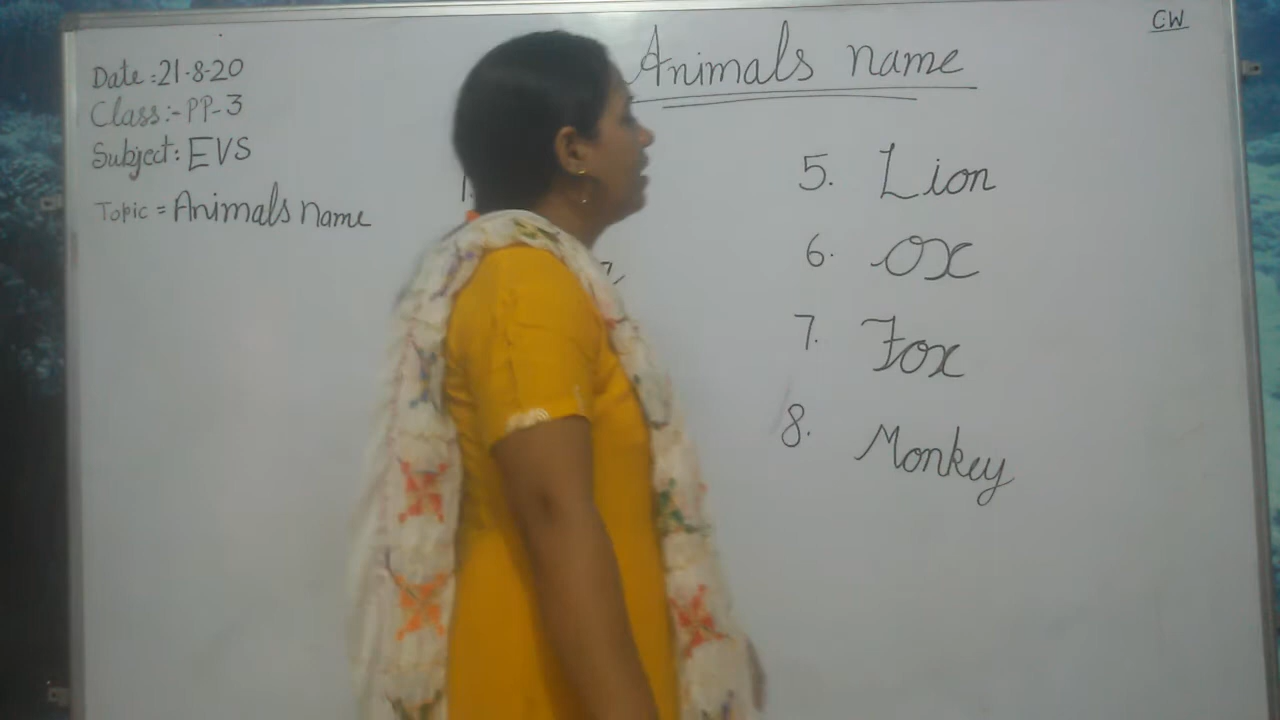 CW
Animals name
Date :21.8.20
Class:- PP-3
Subject: EVS
Topic = Animals name
1.
5. Lion
6. Ox
7. Fox
8. Monkey